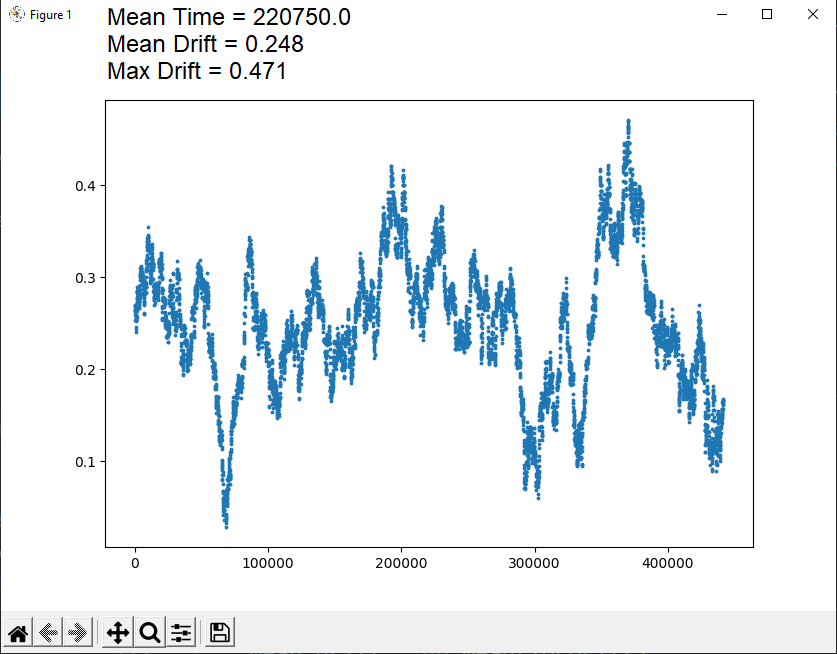 Figure 1
Mean Time = 220750.0
Mean Drift = 0.248
Max Drift = 0.471
0.4
0.3
0.2
0.1
0 100000 200000 300000 400000